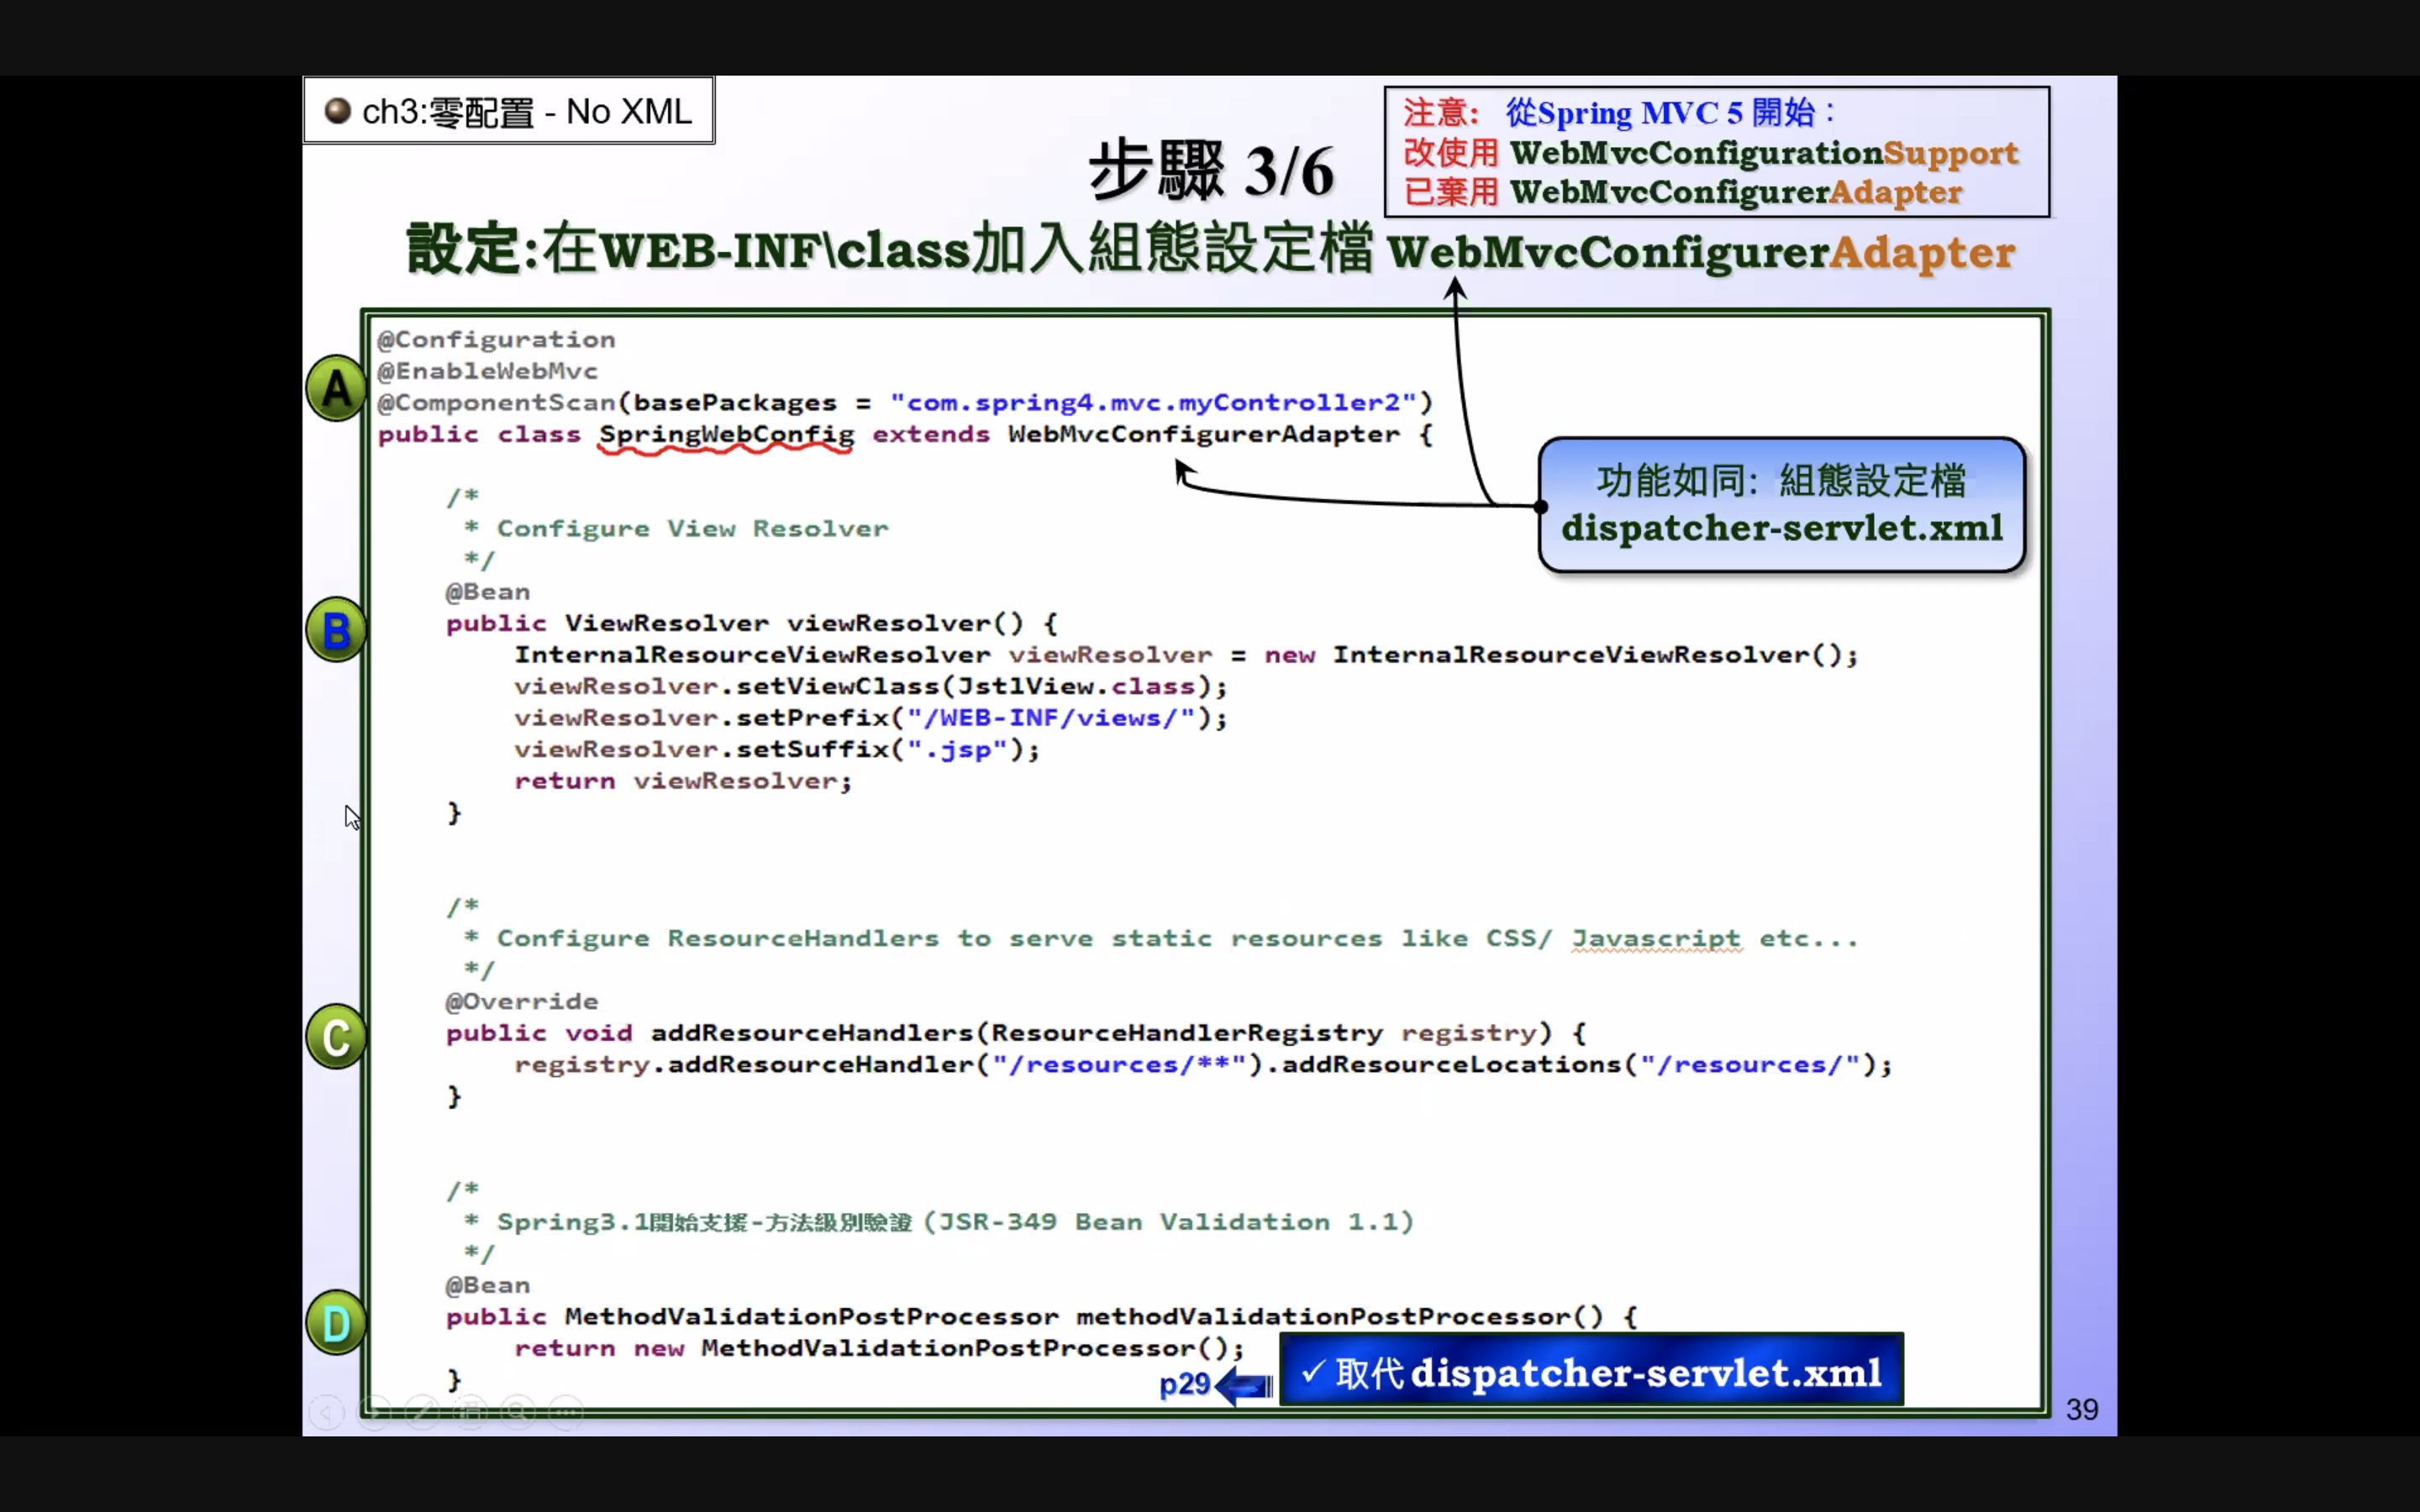 ch3:零配置 - No XML
注意: 從Spring MVC 5 開始：
改使用 WebMvcConfigurationSupport
已棄用 WebMvcConfigurerAdapter
步驟 3/6
設定:在WEB-INF\class加入組態設定檔 WebMvcConfigurerAdapter
A
@Configuration
@EnableWebMvc
@ComponentScan(basePackages = "com.spring4.mvc.myController2")
public class SpringWebConfig extends WebMvcConfigurerAdapter {
功能如同: 組態設定檔
dispatcher-servlet.xml
/*
* Configure View Resolver
*/
@Bean
B
public ViewResolver viewResolver() {
InternalResourceViewResolver viewResolver = new InternalResourceViewResolver();
viewResolver.setViewClass(JstlView.class);
viewResolver.setPrefix("/WEB-INF/views/");
viewResolver.setSuffix(".jsp");
return viewResolver;
}
/*
* Configure ResourceHandlers to serve static resources like CSS/ Javascript etc...
*/
@Override
C
public void addResourceHandlers(ResourceHandlerRegistry registry) {
registry.addResourceHandler("/resources/**").addResourceLocations("/resources/");
}
/*
* Spring3.1開始支援-方法級別驗證 (JSR-349 Bean Validation 1.1)
*/
@Bean
D
public MethodValidationPostProcessor methodValidationPostProcessor() {
return new MethodValidationPostProcessor();
}
p29
✓ 取代 dispatcher-servlet.xml
39